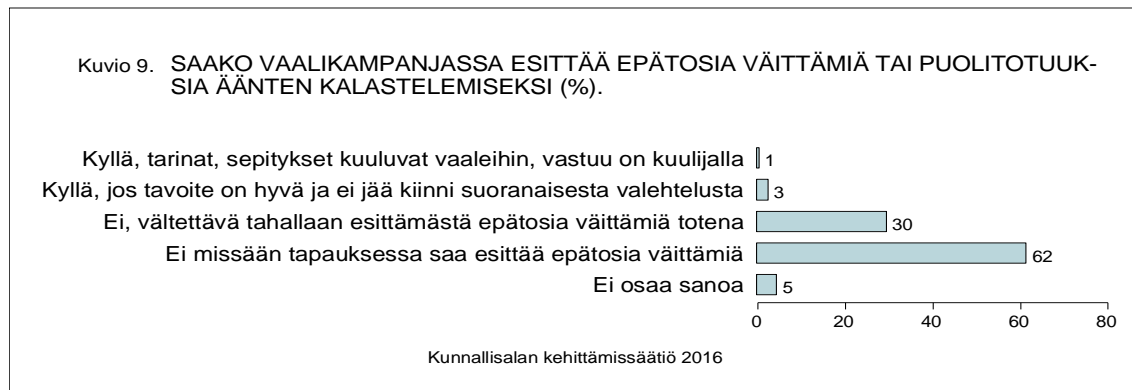 Kuvio 9. SAAKO VAALIKAMPANJASSA ESITTÄÄ EPÄTOSIA VÄITTÄMIÄ TAI PUOLITOTUUK-
SIA ÄÄNTEN KALASTELEMISEKSI (%).
Kyllä, tarinat, sepitykset kuuluvat vaaleihin, vastuu on kuulijalla 1
Kyllä, jos tavoite on hyvä ja ei jää kiinni suoranaisesta valehtelusta 3
Ei, vältettävä tahallaan esittämästä epätosia väittämiä totena 30
Ei missään tapauksessa saa esittää epätosia väittämiä 62
Ei osaa sanoa 5
0 20 40 60 80
Kunnallisalan kehittämissäätiö 2016